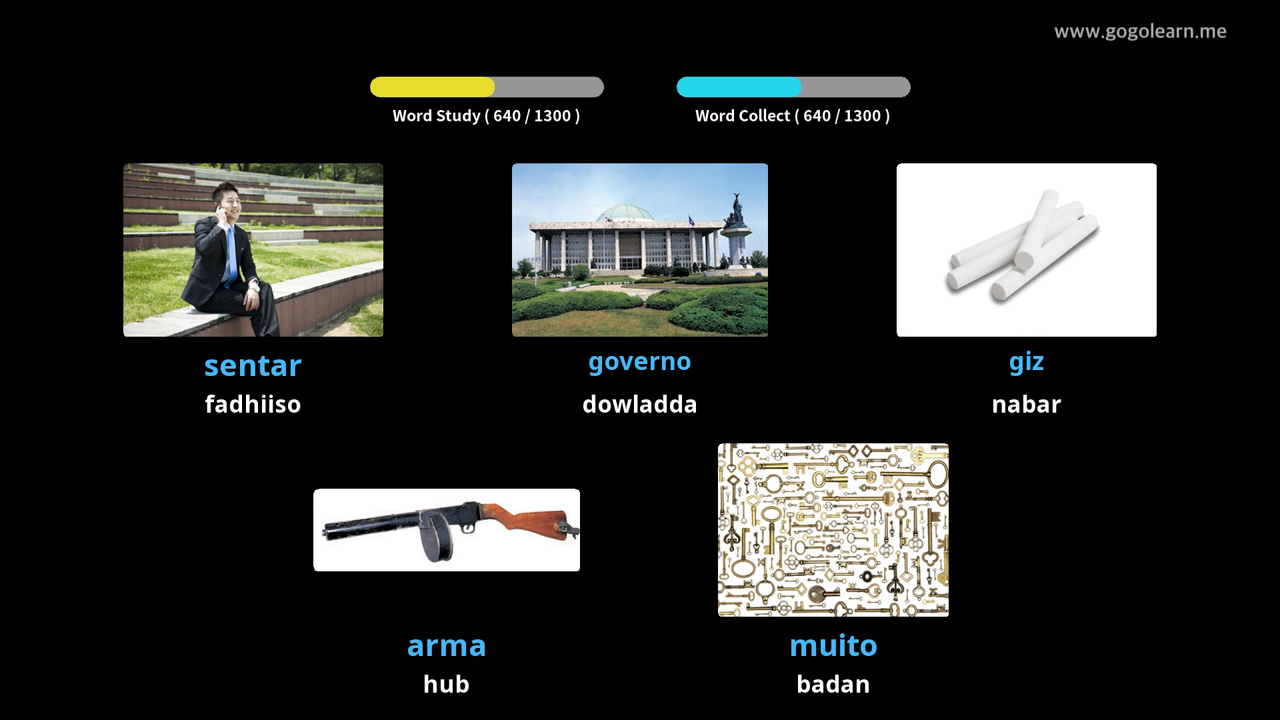 www.gogolearn.me
Word Study ( 640 / 1300 )
Word Collect ( 640 / 1300 )
sentar
fadhiiso
governo
dowladda
giz
nabar
arma
hub
muito
badan